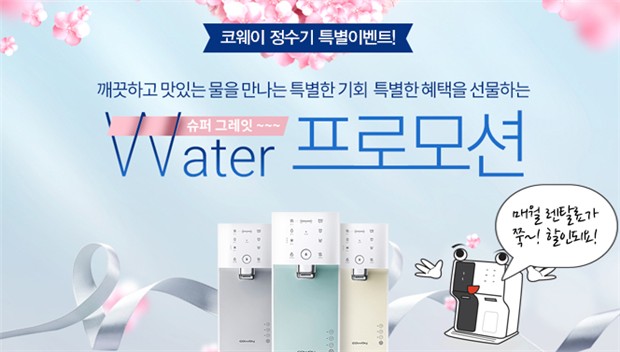 코웨이 정수기 특별이벤트!
깨끗하고 맛있는 물을 만나는 특별한 기회 특별한 혜택을 선물하는
슈퍼 그레잇 ~~~
Water 프로모션
매월 렌탈료가
쭉~! 할인돼요!